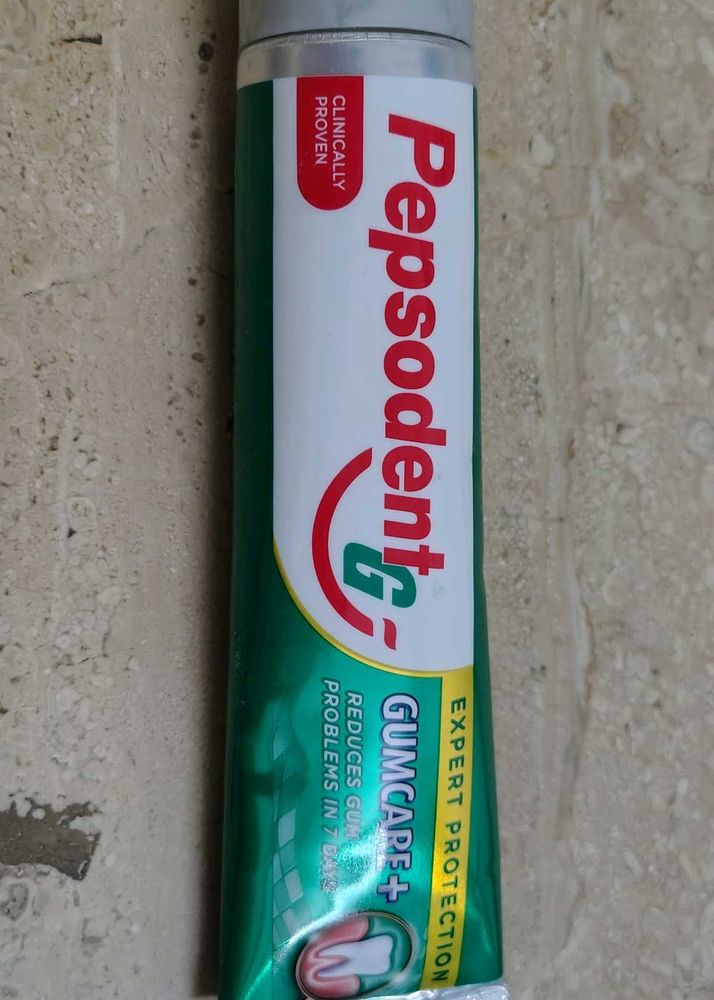 CLINICALLY
PROVEN
Pepsodent
G
EXPERT PROTECTION
GUMCARE+
REDUCES GUM
PROBLEMS IN 7 DAYS